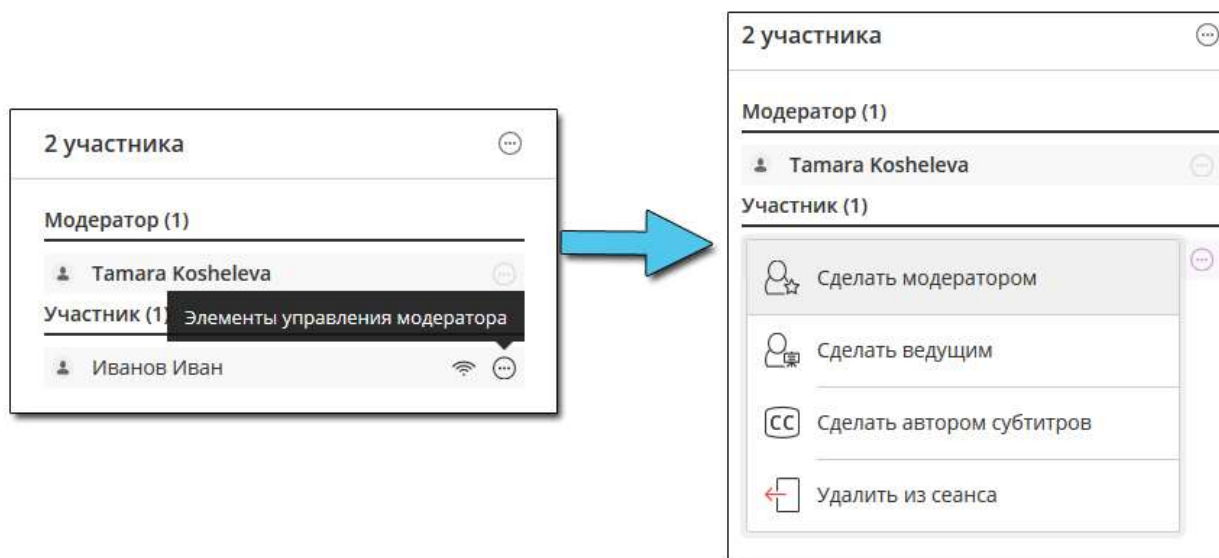 2 участника
Модератор (1)
Tamara Kosheleva
Участник (1)
Элементы управления модератора
Иванов Иван
2 участника
Модератор (1)
Tamara Kosheleva
Участник (1)
Сделать модератором
Сделать ведущим
CC Сделать автором субтитров
Удалить из сеанса